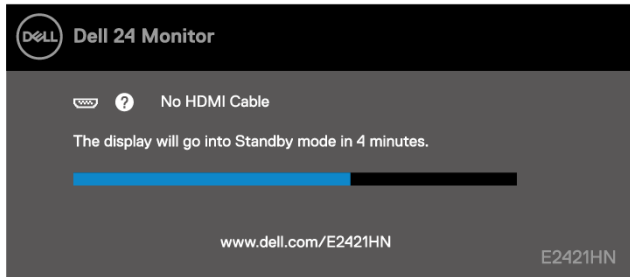 DELL Dell 24 Monitor
? No HDMI Cable
The display will go into Standby mode in 4 minutes.
www.dell.com/E2421HN
E2421HN